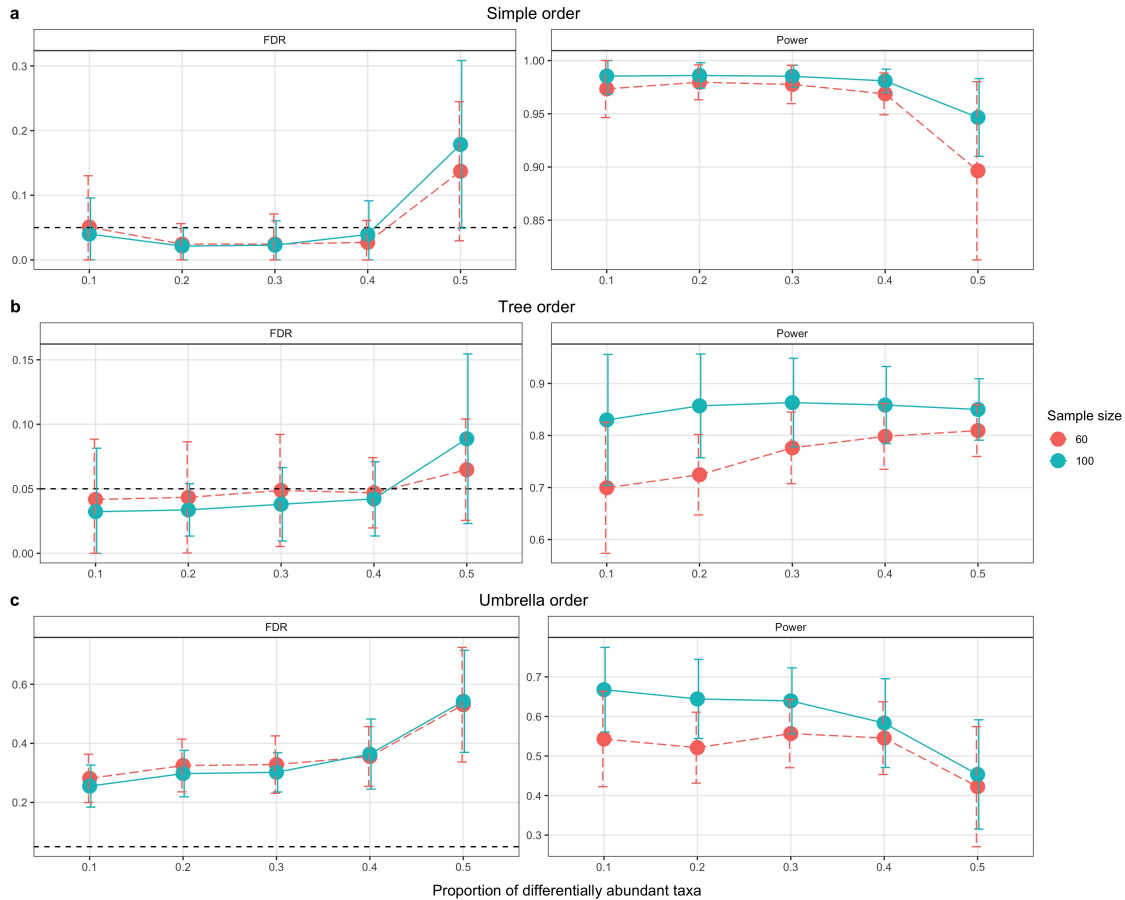 a
Simple order
FDR
Power
0.3
0.2
0.1
0.0
0.1 0.2 0.3 0.4 0.5
1.00
0.95
0.90
0.85
0.1 0.2 0.3 0.4 0.5
b
Tree order
FDR
Power
0.15
0.10
0.05
0.00
0.1 0.2 0.3 0.4 0.5
0.9
0.8
0.7
0.6
0.1 0.2 0.3 0.4 0.5
Sample size
60
100
c
Umbrella order
FDR
Power
0.6
0.4
0.2
0.1 0.2 0.3 0.4 0.5
0.7
0.6
0.5
0.4
0.3
0.1 0.2 0.3 0.4 0.5
Proportion of differentially abundant taxa